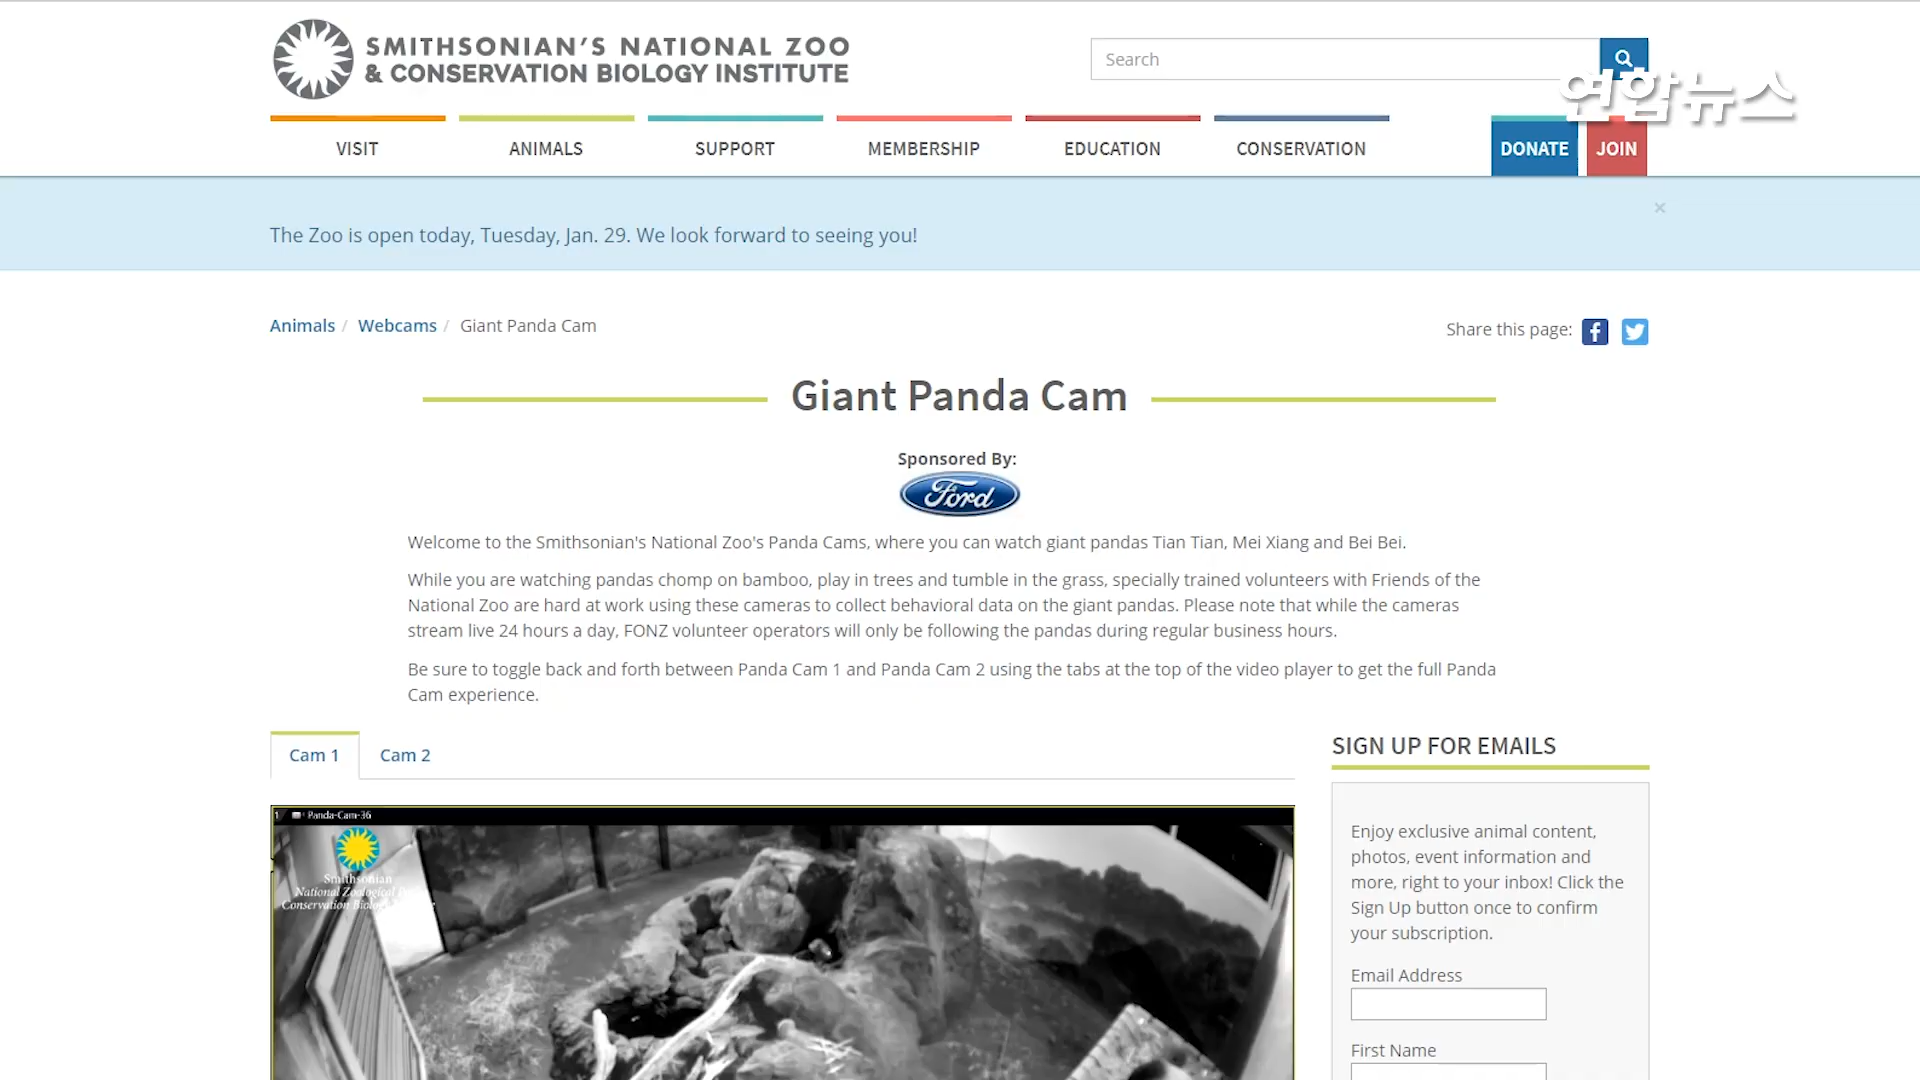 SMITHSONIAN'S NATIONAL ZOO
& CONSERVATION BIOLOGY INSTITUTE
Search
연합뉴스
VISIT
ANIMALS
SUPPORT
MEMBERSHIP
EDUCATION
CONSERVATION
DONATE
JOIN
×
The Zoo is open today, Tuesday, Jan. 29. We look forward to seeing you!
Animals / Webcams / Giant Panda Cam
Share this page:
Giant Panda Cam
Sponsored By:
Ford
Welcome to the Smithsonian's National Zoo's Panda Cams, where you can watch giant pandas Tian Tian, Mei Xiang and Bei Bei.
While you are watching pandas chomp on bamboo, play in trees and tumble in the grass, specially trained volunteers with Friends of the
National Zoo are hard at work using these cameras to collect behavioral data on the giant pandas. Please note that while the cameras
stream live 24 hours a day, FONZ volunteer operators will only be following the pandas during regular business hours.
Be sure to toggle back and forth between Panda Cam 1 and Panda Cam 2 using the tabs at the top of the video player to get the full Panda
Cam experience.
Cam 1
Cam 2
1 Panda-Cam-36
Smithsonian
National Zoological
Conservation
SIGN UP FOR EMAILS
Enjoy exclusive animal content,
photos, event information and
more, right to your inbox! Click the
Sign Up button once to confirm
your subscription.
Email Address
First Name